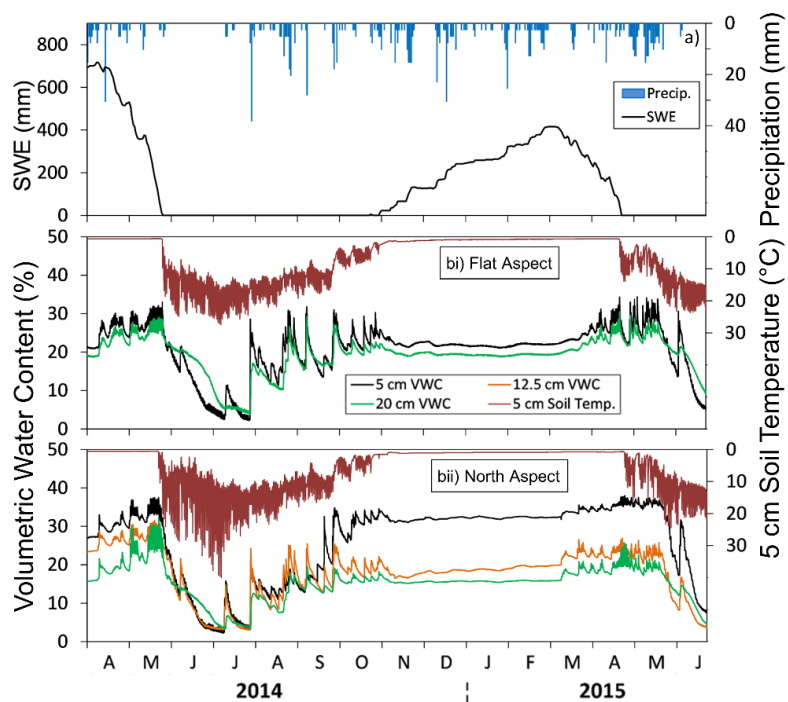 a)
SWE (mm)
800
600
400
200
0
Precipitation (mm)
0
20
40
60
Precip.
SWE
Volumetric Water Content (%)
5 cm Soil Temperature (°C)
50
40
30
20
10
0
0
10
20
30
bi) Flat Aspect
5 cm VWC 12.5 cm VWC
20 cm VWC 5 cm Soil Temp.
50
40
30
20
10
0
0
10
20
30
bii) North Aspect
A M J J A S O N D J F M A M J
2014 2015